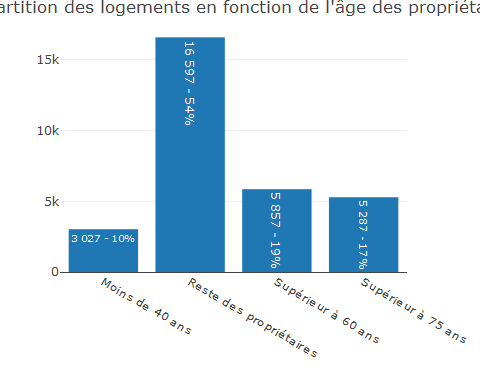 artition des logements en fonction de l'âge des propriéta
15k
10k
5k
0
3 027 - 10%
16 597 - 54%
5 857 - 19%
5 287 - 17%
Moins de 40 ans
Reste des propriétaires
Supérieur à 60 ans
Supérieur à 75 ans